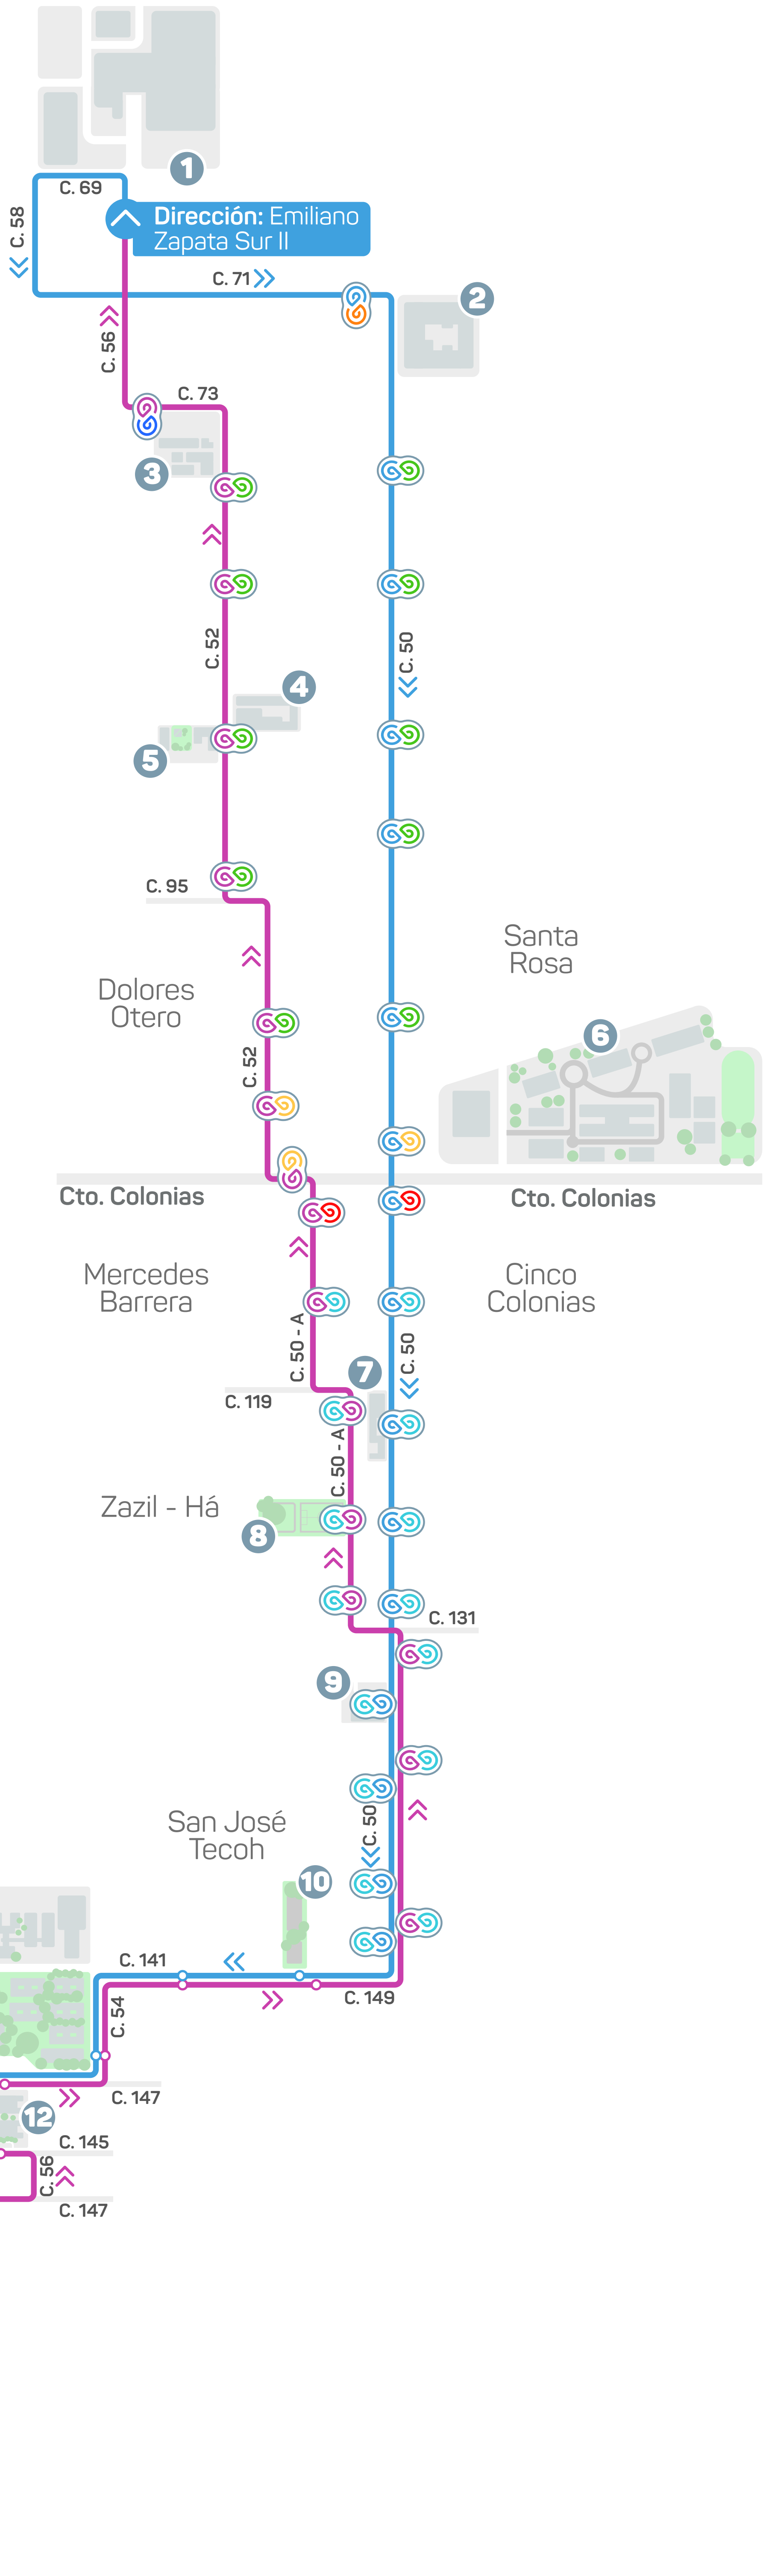 1
C. 69
C. 58
Dirección: Emiliano
Zapata Sur II
C. 71
2
C. 56
C. 73
3
C. 52
C. 50
4
5
C. 95
Santa
Rosa
Dolores
Otero
6
C. 52
Cto. Colonias
Cto. Colonias
Mercedes
Barrera
Cinco
Colonias
C. 50 - A
C. 50
7
C. 119
C. 50 - A
Zazil - Há
8
C. 131
9
San José
Tecoh
C. 50
10
C. 141
C. 149
C. 54
C. 147
12
C. 145
C. 56
C. 147